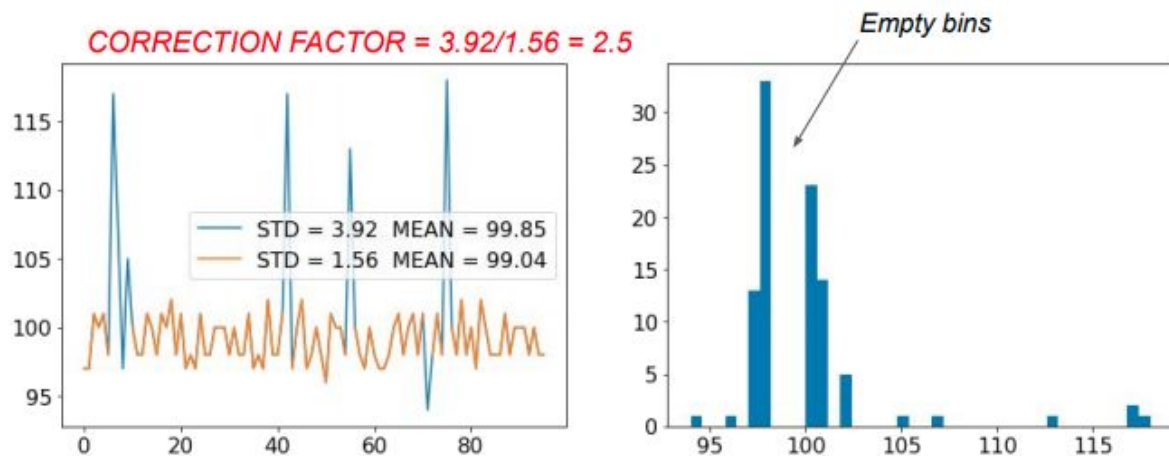 CORRECTION FACTOR = 3.92/1.56 = 2.5
Empty bins
115
110
105
100
95
0 20 40 60 80
STD = 3.92 MEAN = 99.85
STD = 1.56 MEAN = 99.04
30
25
20
15
10
5
0
95 100 105 110 115